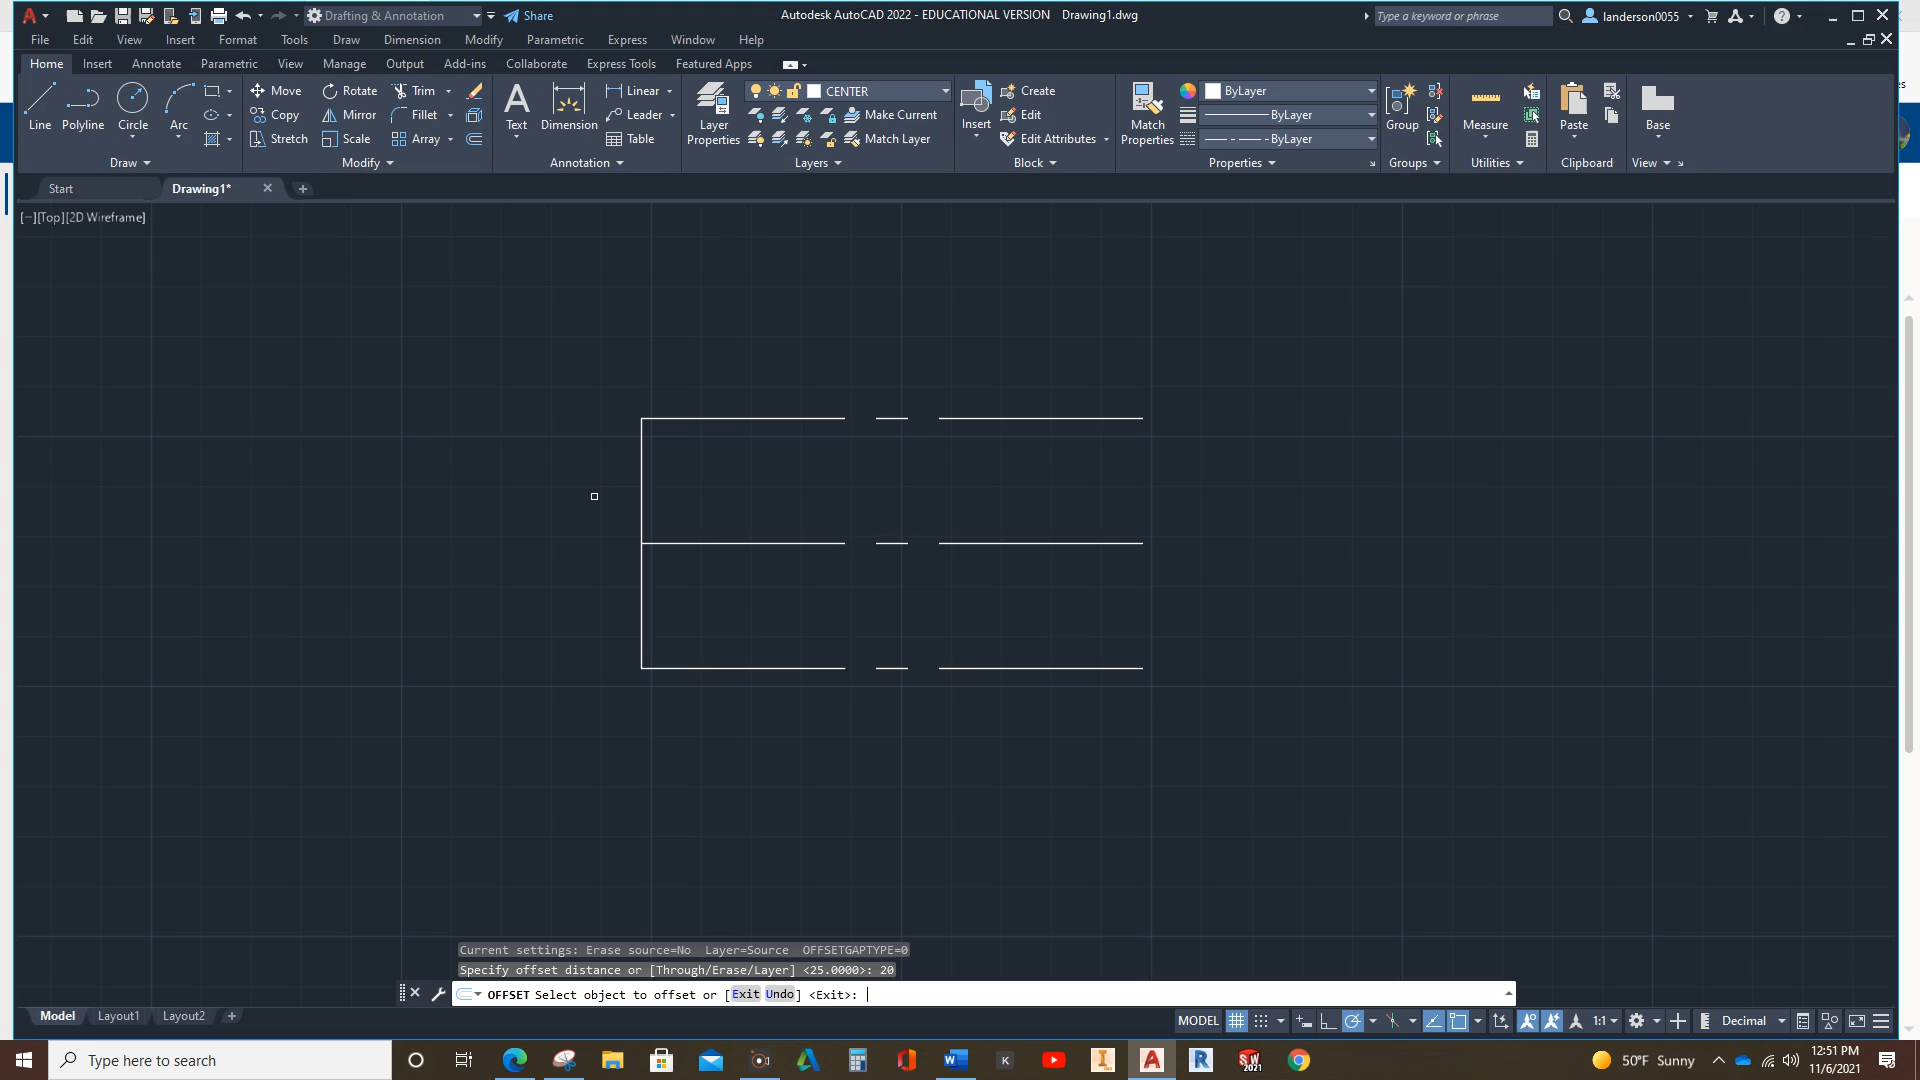 Drafting & Annotation Share Autodesk AutoCAD 2022 - EDUCATIONAL VERSION Drawing1.dwg Type a keyword or phrase landerson0055
File Edit View Insert Format Tools Draw Dimension Modify Parametric Express Window Help
Home Insert Annotate Parametric View Manage Output Add-ins Collaborate Express Tools Featured Apps
Line Polyline Circle Arc
Move Rotate Trim
Copy Mirror Fillet
Stretch Scale Array
Text Dimension
Linear
Leader
Table
Layer Properties
CENTER
Make Current
Match Layer
Insert
Create
Edit
Edit Attributes
Match Properties
ByLayer
ByLayer
ByLayer
Group
Measure
Paste
Base
Draw Modify Annotation Layers Block Properties Groups Utilities Clipboard View
Start Drawing1*
[−][Top][2D Wireframe]
Current settings: Erase source=No Layer=Source OFFSETGAPTYPE=0
Specify offset distance or [Through/Erase/Layer] <25.0000>: 20
OFFSET Select object to offset or [Exit Undo] <Exit>:
Model Layout1 Layout2
MODEL 1:1 Decimal
Type here to search
K
SW 2021
50°F Sunny
12:51 PM
11/6/2021